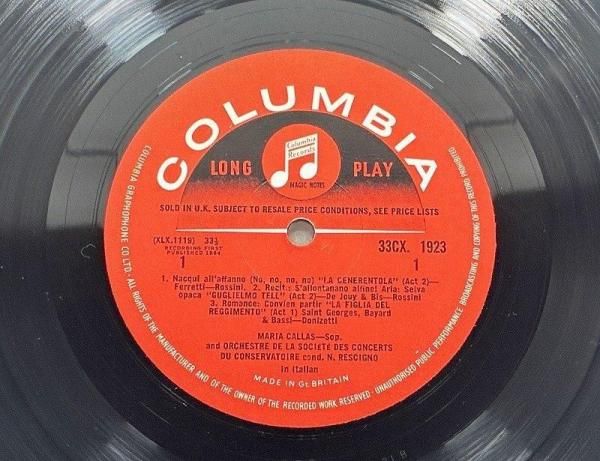 COLUMBIA
Columbia
Records
MAGIC NOTES
LONG PLAY
SOLD IN U.K. SUBJECT TO RESALE PRICE CONDITIONS, SEE PRICE LISTS
(XLX.1119) 33⅓
RECORDING FIRST
PUBLISHED 1964
33CX. 1923
1 1
1. Nacqui all'affanno (No, no, no, no) "LA CENERENTOLA" (Act 2)—
Ferretti—Rossini. 2. Recit.: S'allontanano alfine! Aria: Selva
opaca "GUGLIELMO TELL" (Act 2)—De Jouy & Bis—Rossini
3. Romance: Convien partir "LA FIGLIA DEL
REGGIMENTO" (Act 1) Saint Georges, Bayard
& Bassi—Donizetti
MARIA CALLAS—Sop.
and ORCHESTRE DE LA SOCIÉTÉ DES CONCERTS
DU CONSERVATOIRE cond. N. RESCIGNO
In Italian
MADE IN GT. BRITAIN
COLUMBIA GRAPHOPHONE CO. LTD. ALL RIGHTS OF THE MANUFACTURER AND OF THE OWNER OF THE RECORDED WORK RESERVED · UNAUTHORISED PUBLIC PERFORMANCE BROADCASTING AND COPYING OF THIS RECORD PROHIBITED